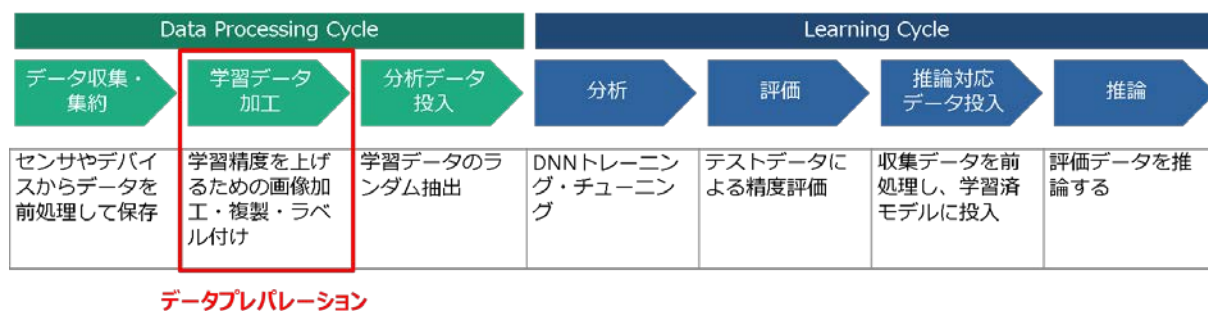 Data Processing Cycle
Learning Cycle
データ収集・
集約
学習データ
加工
分析データ
投入
分析
評価
推論対応
データ投入
推論
センサやデバイ
スからデータを
前処理して保存
学習精度を上げ
るための画像加
工・複製・ラベ
ル付け
学習データのラ
ンダム抽出
DNNトレーニン
グ・チューニン
グ
テストデータに
よる精度評価
収集データを前
処理し、学習済
モデルに投入
評価データを推
論する
データプレパレーション